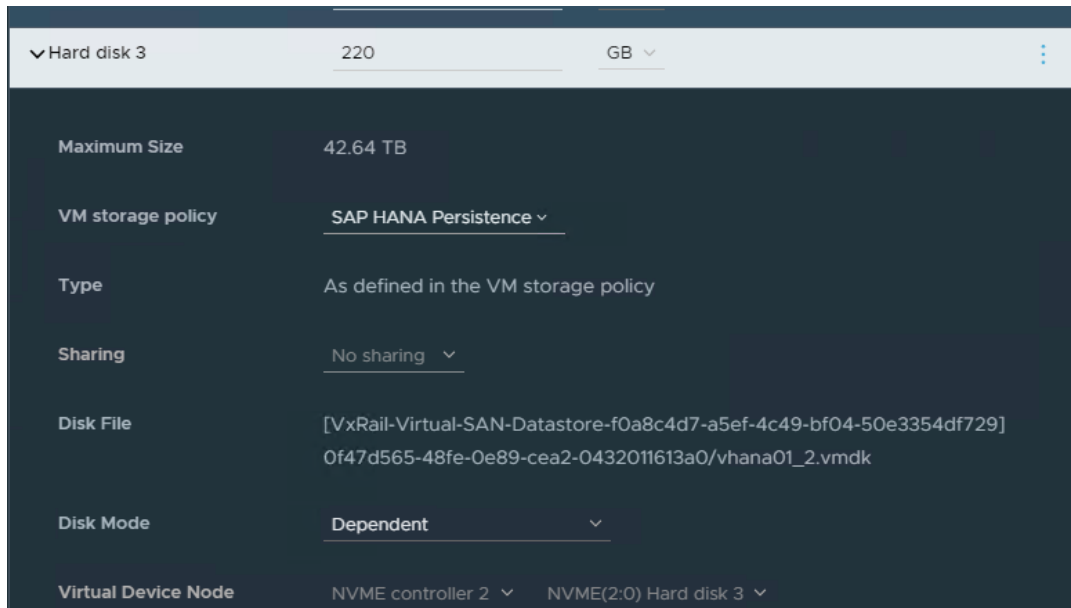 Hard disk 3 220 GB
Maximum Size 42.64 TB
VM storage policy SAP HANA Persistence
Type As defined in the VM storage policy
Sharing No sharing
Disk File [VxRail-Virtual-SAN-Datastore-f0a8c4d7-a5ef-4c49-bf04-50e3354df729]
0f47d565-48fe-0e89-cea2-0432011613a0/vhana01_2.vmdk
Disk Mode Dependent
Virtual Device Node NVME controller 2 NVME(2:0) Hard disk 3